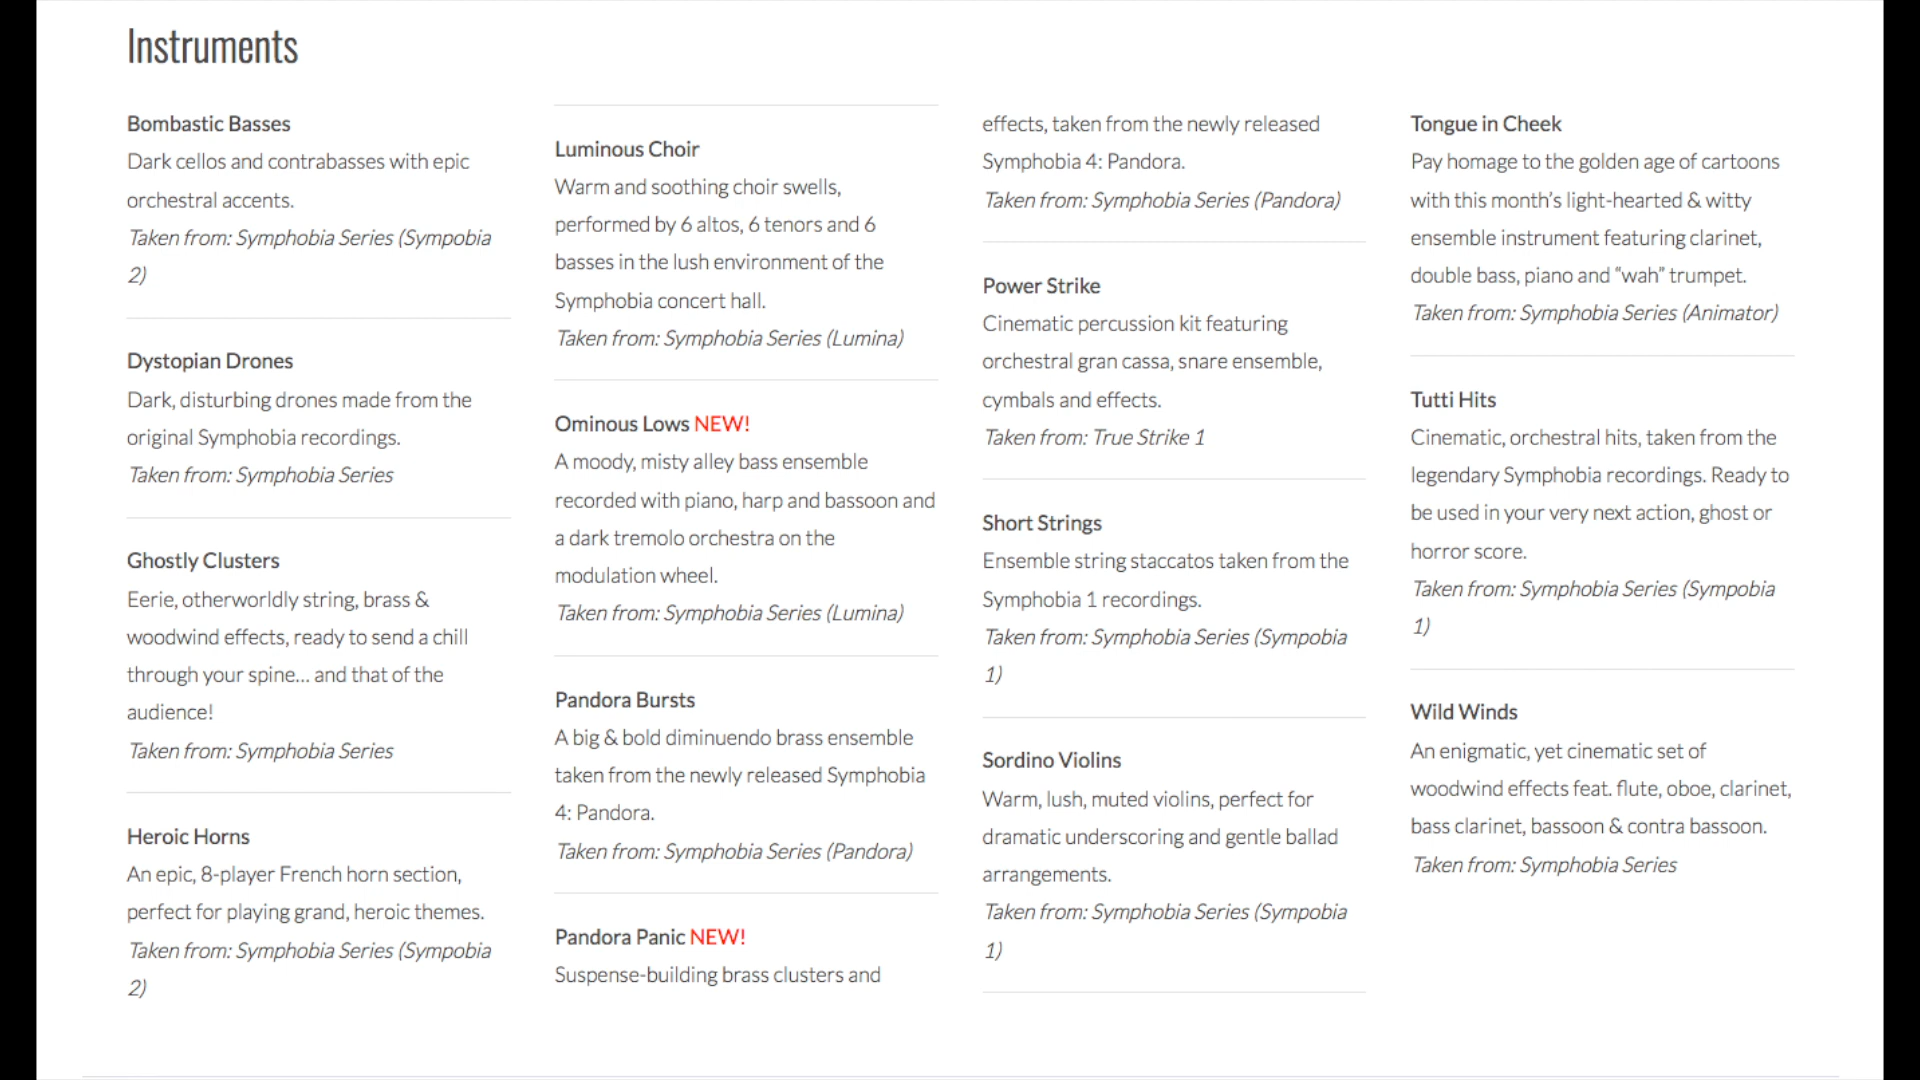 Instruments
Bombastic Basses
Dark cellos and contrabasses with epic
orchestral accents.
Taken from: Symphobia Series (Sympobia
2)
Dystopian Drones
Dark, disturbing drones made from the
original Symphobia recordings.
Taken from: Symphobia Series
Ghostly Clusters
Eerie, otherworldly string, brass &
woodwind effects, ready to send a chill
through your spine... and that of the
audience!
Taken from: Symphobia Series
Heroic Horns
An epic, 8-player French horn section,
perfect for playing grand, heroic themes.
Taken from: Symphobia Series (Sympobia
2)
Luminous Choir
Warm and soothing choir swells,
performed by 6 altos, 6 tenors and 6
basses in the lush environment of the
Symphobia concert hall.
Taken from: Symphobia Series (Lumina)
Ominous Lows NEW!
A moody, misty alley bass ensemble
recorded with piano, harp and bassoon and
a dark tremolo orchestra on the
modulation wheel.
Taken from: Symphobia Series (Lumina)
Pandora Bursts
A big & bold diminuendo brass ensemble
taken from the newly released Symphobia
4: Pandora.
Taken from: Symphobia Series (Pandora)
Pandora Panic NEW!
Suspense-building brass clusters and
effects, taken from the newly released
Symphobia 4: Pandora.
Taken from: Symphobia Series (Pandora)
Power Strike
Cinematic percussion kit featuring
orchestral gran cassa, snare ensemble,
cymbals and effects.
Taken from: True Strike 1
Short Strings
Ensemble string staccatos taken from the
Symphobia 1 recordings.
Taken from: Symphobia Series (Sympobia
1)
Sordino Violins
Warm, lush, muted violins, perfect for
dramatic underscoring and gentle ballad
arrangements.
Taken from: Symphobia Series (Sympobia
1)
Tongue in Cheek
Pay homage to the golden age of cartoons
with this month's light-hearted & witty
ensemble instrument featuring clarinet,
double bass, piano and “wah” trumpet.
Taken from: Symphobia Series (Animator)
Tutti Hits
Cinematic, orchestral hits, taken from the
legendary Symphobia recordings. Ready to
be used in your very next action, ghost or
horror score.
Taken from: Symphobia Series (Sympobia
1)
Wild Winds
An enigmatic, yet cinematic set of
woodwind effects feat. flute, oboe, clarinet,
bass clarinet, bassoon & contra bassoon.
Taken from: Symphobia Series